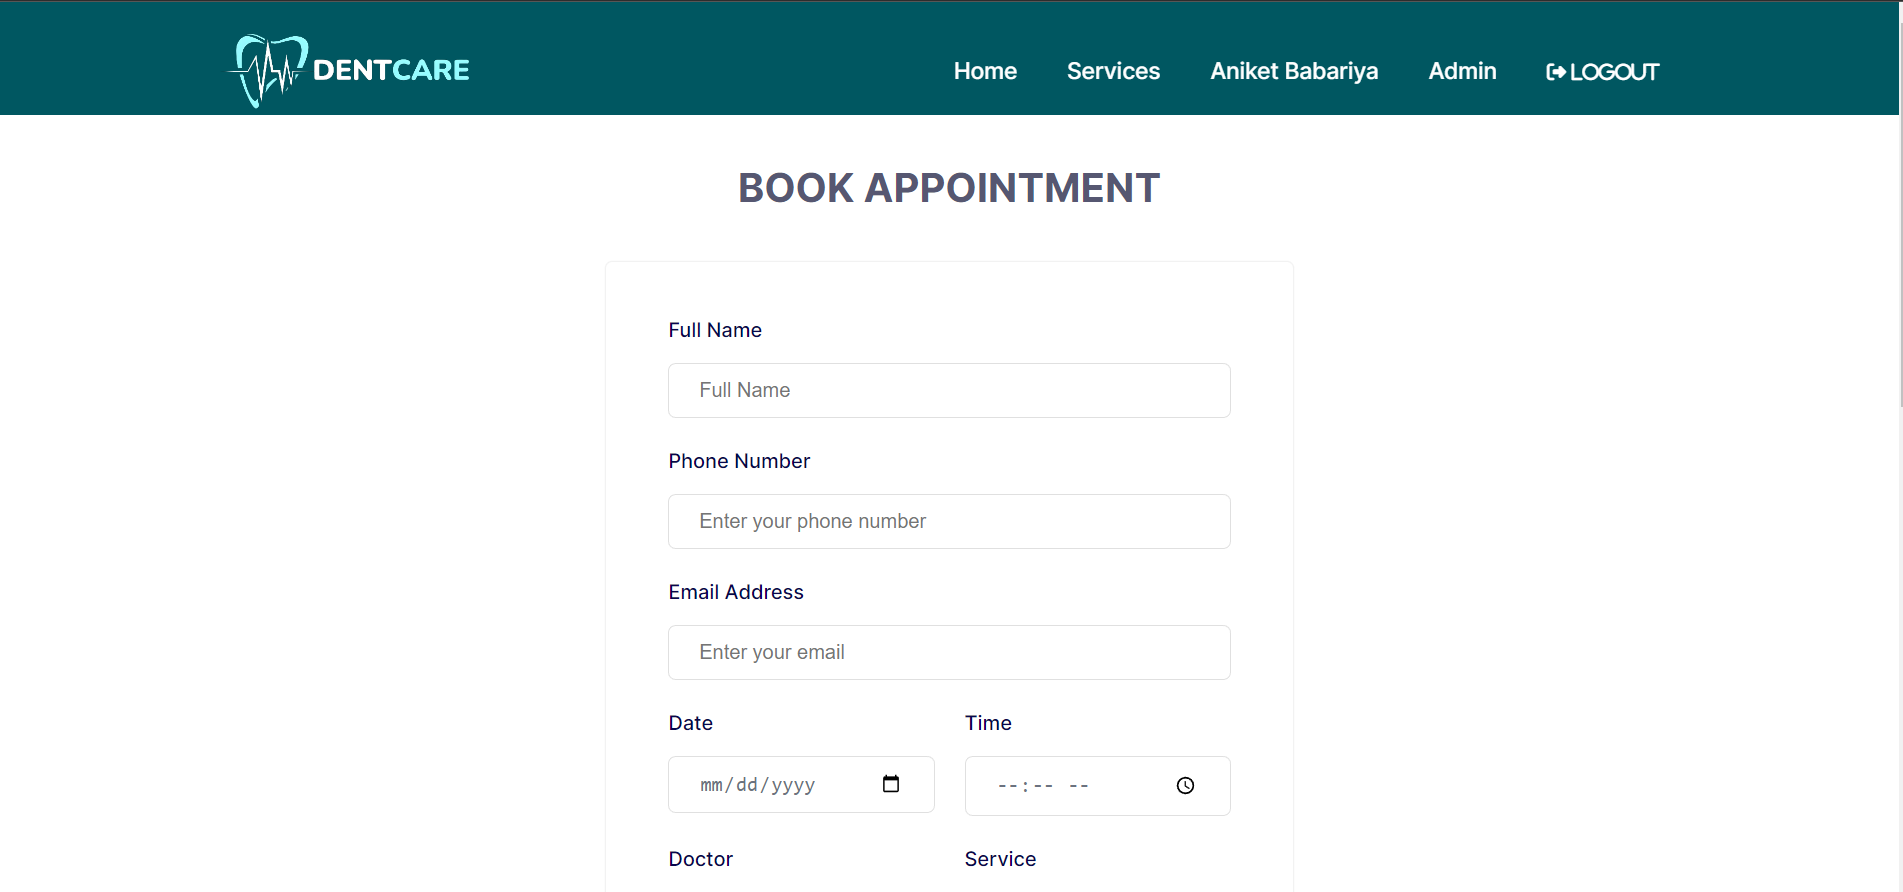 DENTCARE
Home Services Aniket Babariya Admin LOGOUT
BOOK APPOINTMENT
Full Name
Full Name
Phone Number
Enter your phone number
Email Address
Enter your email
Date Time
mm/dd/yyyy --:-- --
Doctor Service